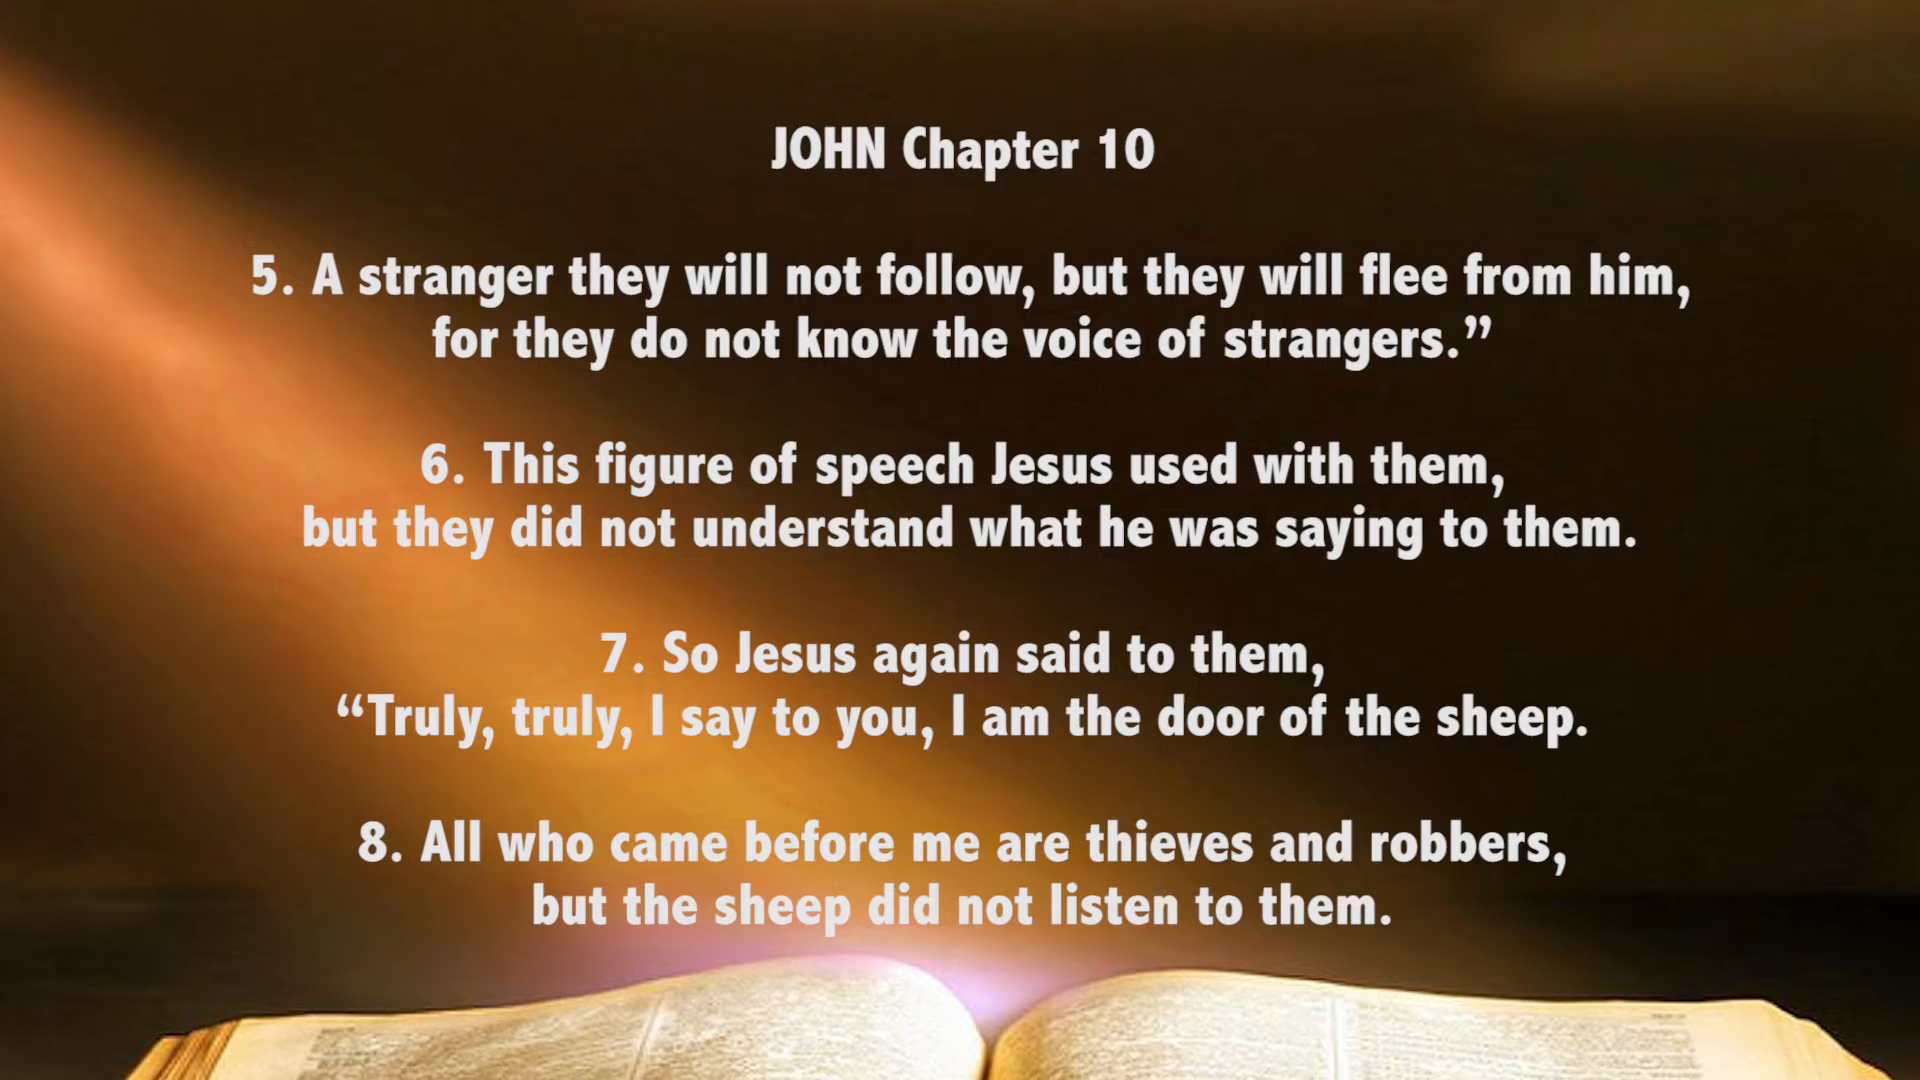 JOHN Chapter 10
5. A stranger they will not follow, but they will flee from him,
for they do not know the voice of strangers.”
6. This figure of speech Jesus used with them,
but they did not understand what he was saying to them.
7. So Jesus again said to them,
“Truly, truly, I say to you, I am the door of the sheep.
8. All who came before me are thieves and robbers,
but the sheep did not listen to them.